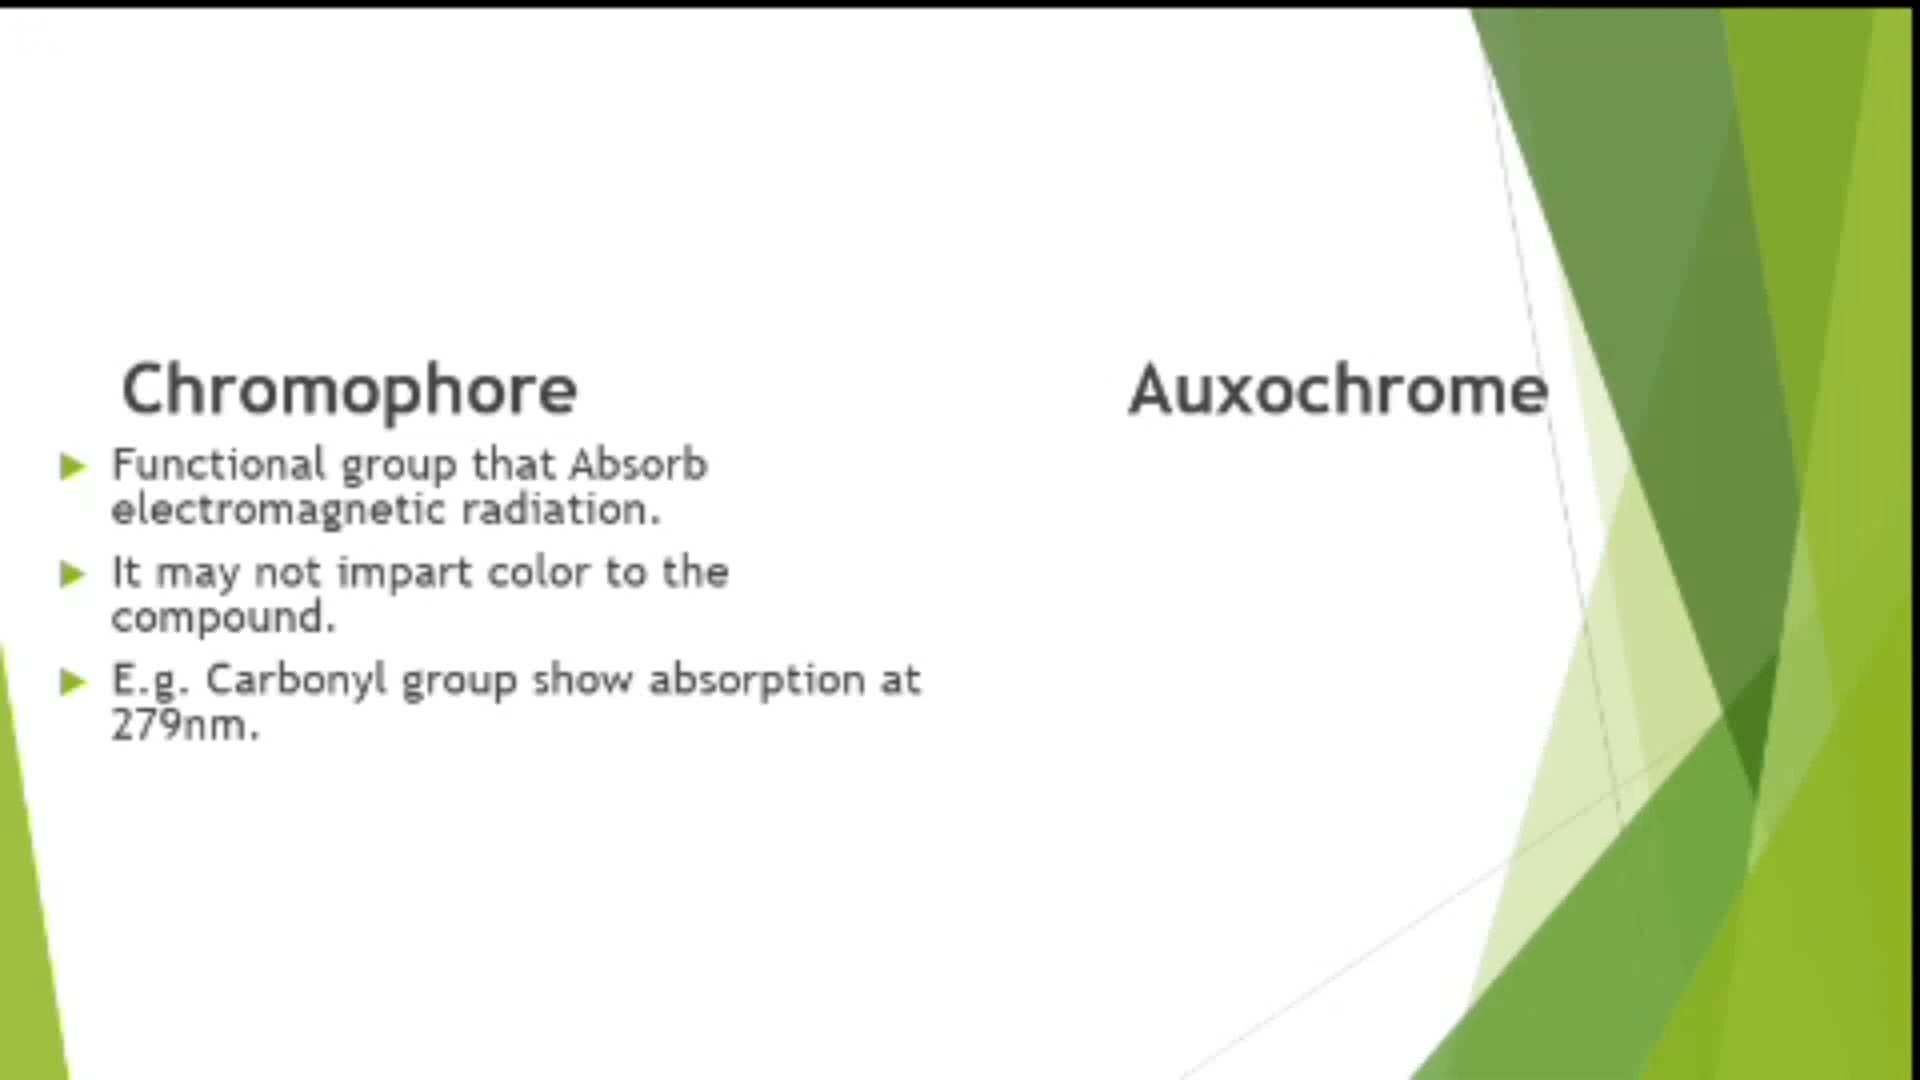 Chromophore
Functional group that Absorb
electromagnetic radiation.
It may not impart color to the
compound.
E.g. Carbonyl group show absorption at
279nm.
Auxochrome